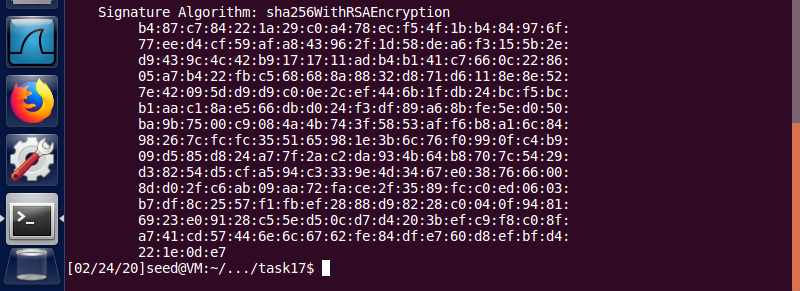 Signature Algorithm: sha256WithRSAEncryption
b4:87:c7:84:22:1a:29:c0:a4:78:ec:f5:4f:1b:b4:84:97:6f:
77:ee:d4:cf:59:af:a8:43:96:2f:1d:58:de:a6:f3:15:5b:2e:
d9:43:9c:4c:42:b9:17:17:11:ad:b4:b1:41:c7:66:0c:22:86:
05:a7:b4:22:fb:c5:68:68:8a:88:32:d8:71:d6:11:8e:8e:52:
7e:42:09:5d:d9:d9:c0:0e:2c:ef:44:6b:1f:db:24:bc:f5:bc:
b1:aa:c1:8a:e5:66:db:d0:24:f3:df:89:a6:8b:fe:5e:d0:50:
ba:9b:75:00:c9:08:4a:4b:74:3f:58:53:af:f6:b8:a1:6c:84:
98:26:7c:fc:fc:35:51:65:98:1e:3b:6c:76:f0:99:0f:c4:b9:
09:d5:85:d8:24:a7:7f:2a:c2:da:93:4b:64:b8:70:7c:54:29:
d3:82:54:d5:cf:a5:94:c3:33:9e:4d:34:67:e0:38:76:66:00:
8d:d0:2f:c6:ab:09:aa:72:fa:ce:2f:35:89:fc:c0:ed:06:03:
b7:df:8c:25:57:f1:fb:ef:28:88:d9:82:28:c0:04:0f:94:81:
69:23:e0:91:28:c5:5e:d5:0c:d7:d4:20:3b:ef:c9:f8:c0:8f:
a7:41:cd:57:44:6e:6c:67:62:fe:84:df:e7:60:d8:ef:bf:d4:
22:1e:0d:e7
[02/24/20]seed@VM:~/.../task17$